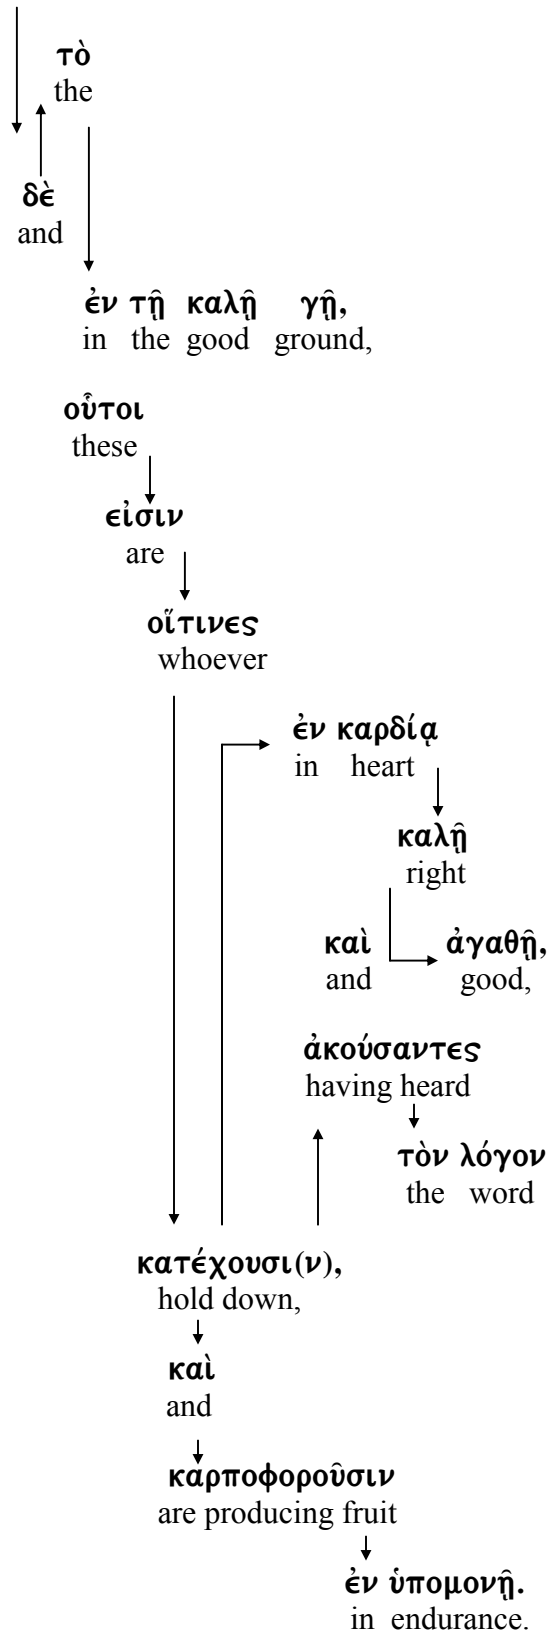 τὸ
the
δὲ
and
ἐν τῇ καλῇ γῇ,
in the good ground,
οὗτοι
these
εἰσιν
are
οἵτινες
whoever
ἐν καρδίᾳ
in heart
καλῇ
right
καὶ ἀγαθῇ,
and good,
ἀκούσαντες
having heard
τὸν λόγον
the word
κατέχουσι(ν),
hold down,
καὶ
and
καρποφοροῦσιν
are producing fruit
ἐν ὑπομονῇ.
in endurance.